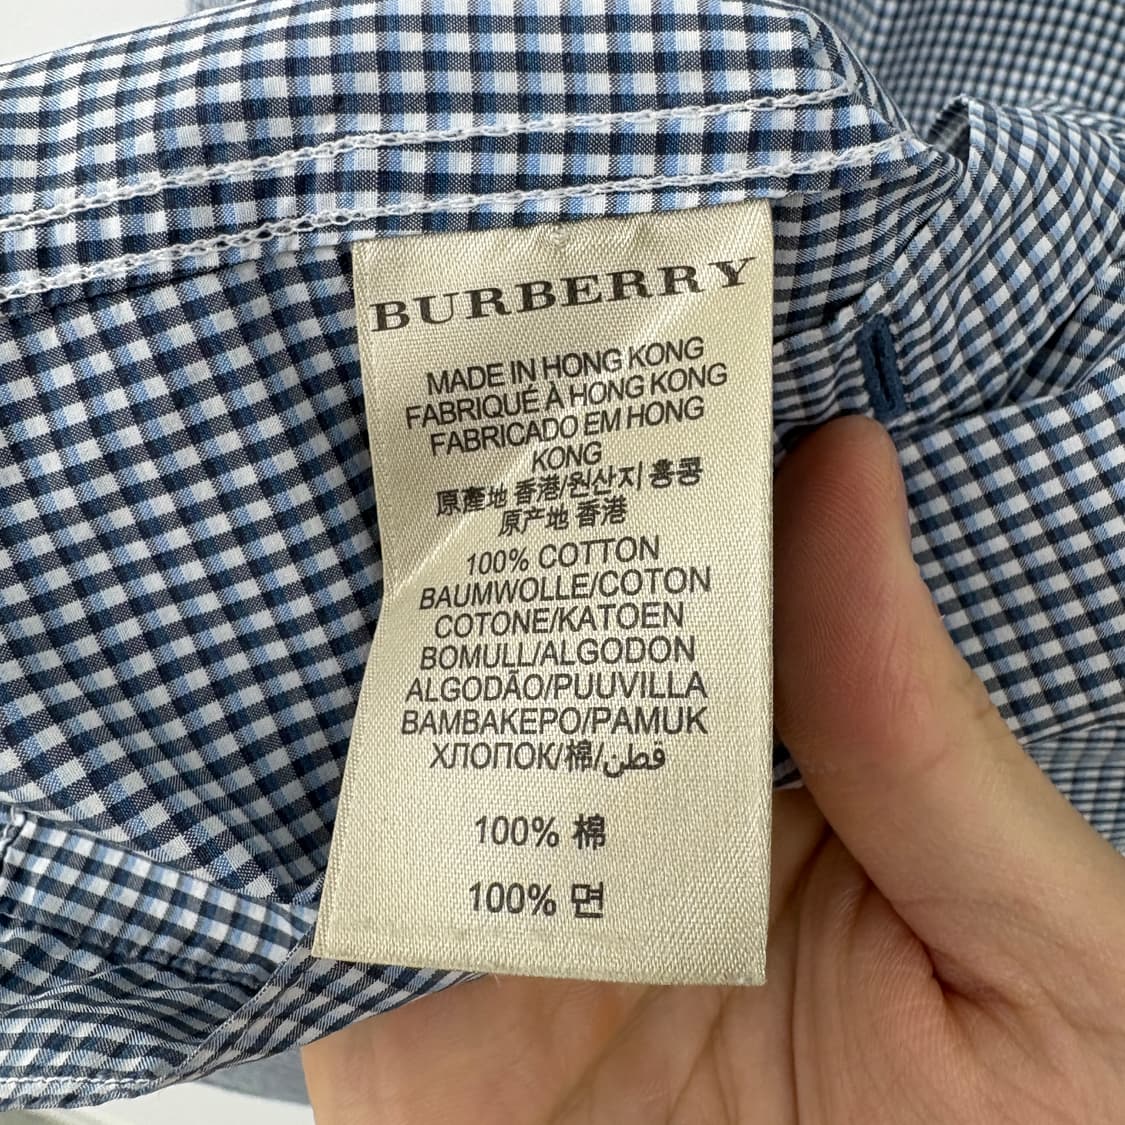 BURBERRY
MADE IN HONG KONG
FABRIQUÉ À HONG KONG
FABRICADO EM HONG
KONG
原產地 香港/원산지 홍콩
原产地 香港
100% COTTON
BAUMWOLLE/COTON
COTONE/KATOEN
BOMULL/ALGODON
ALGODÃO/PUUVILLA
BAMBAKEPO/PAMUK
ХЛОПОК/棉/قطن
100% 棉
100% 면